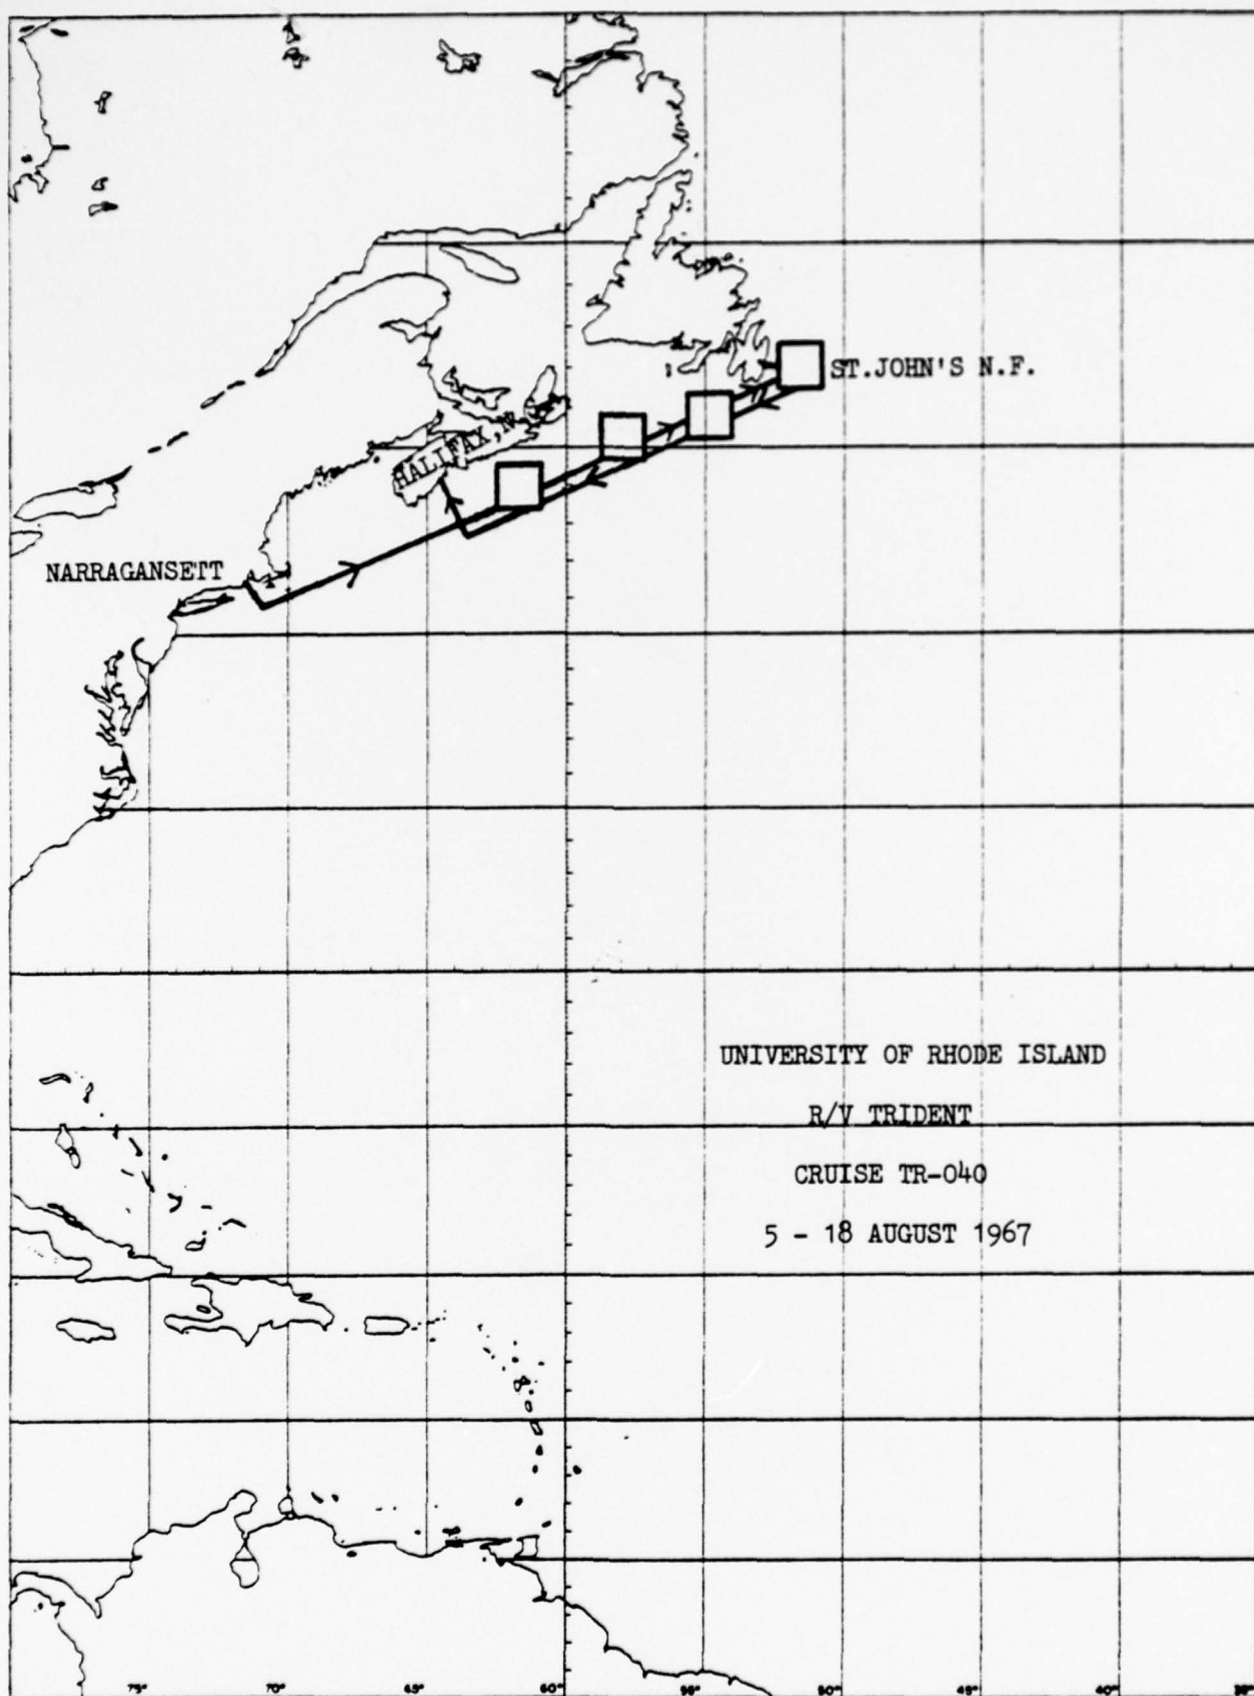 ST.JOHN'S N.F.
HALIFAX,N
NARRAGANSETT
UNIVERSITY OF RHODE ISLAND
R/V TRIDENT
CRUISE TR-040
5 - 18 AUGUST 1967
75° 70° 65° 60° 55° 50° 45° 40°